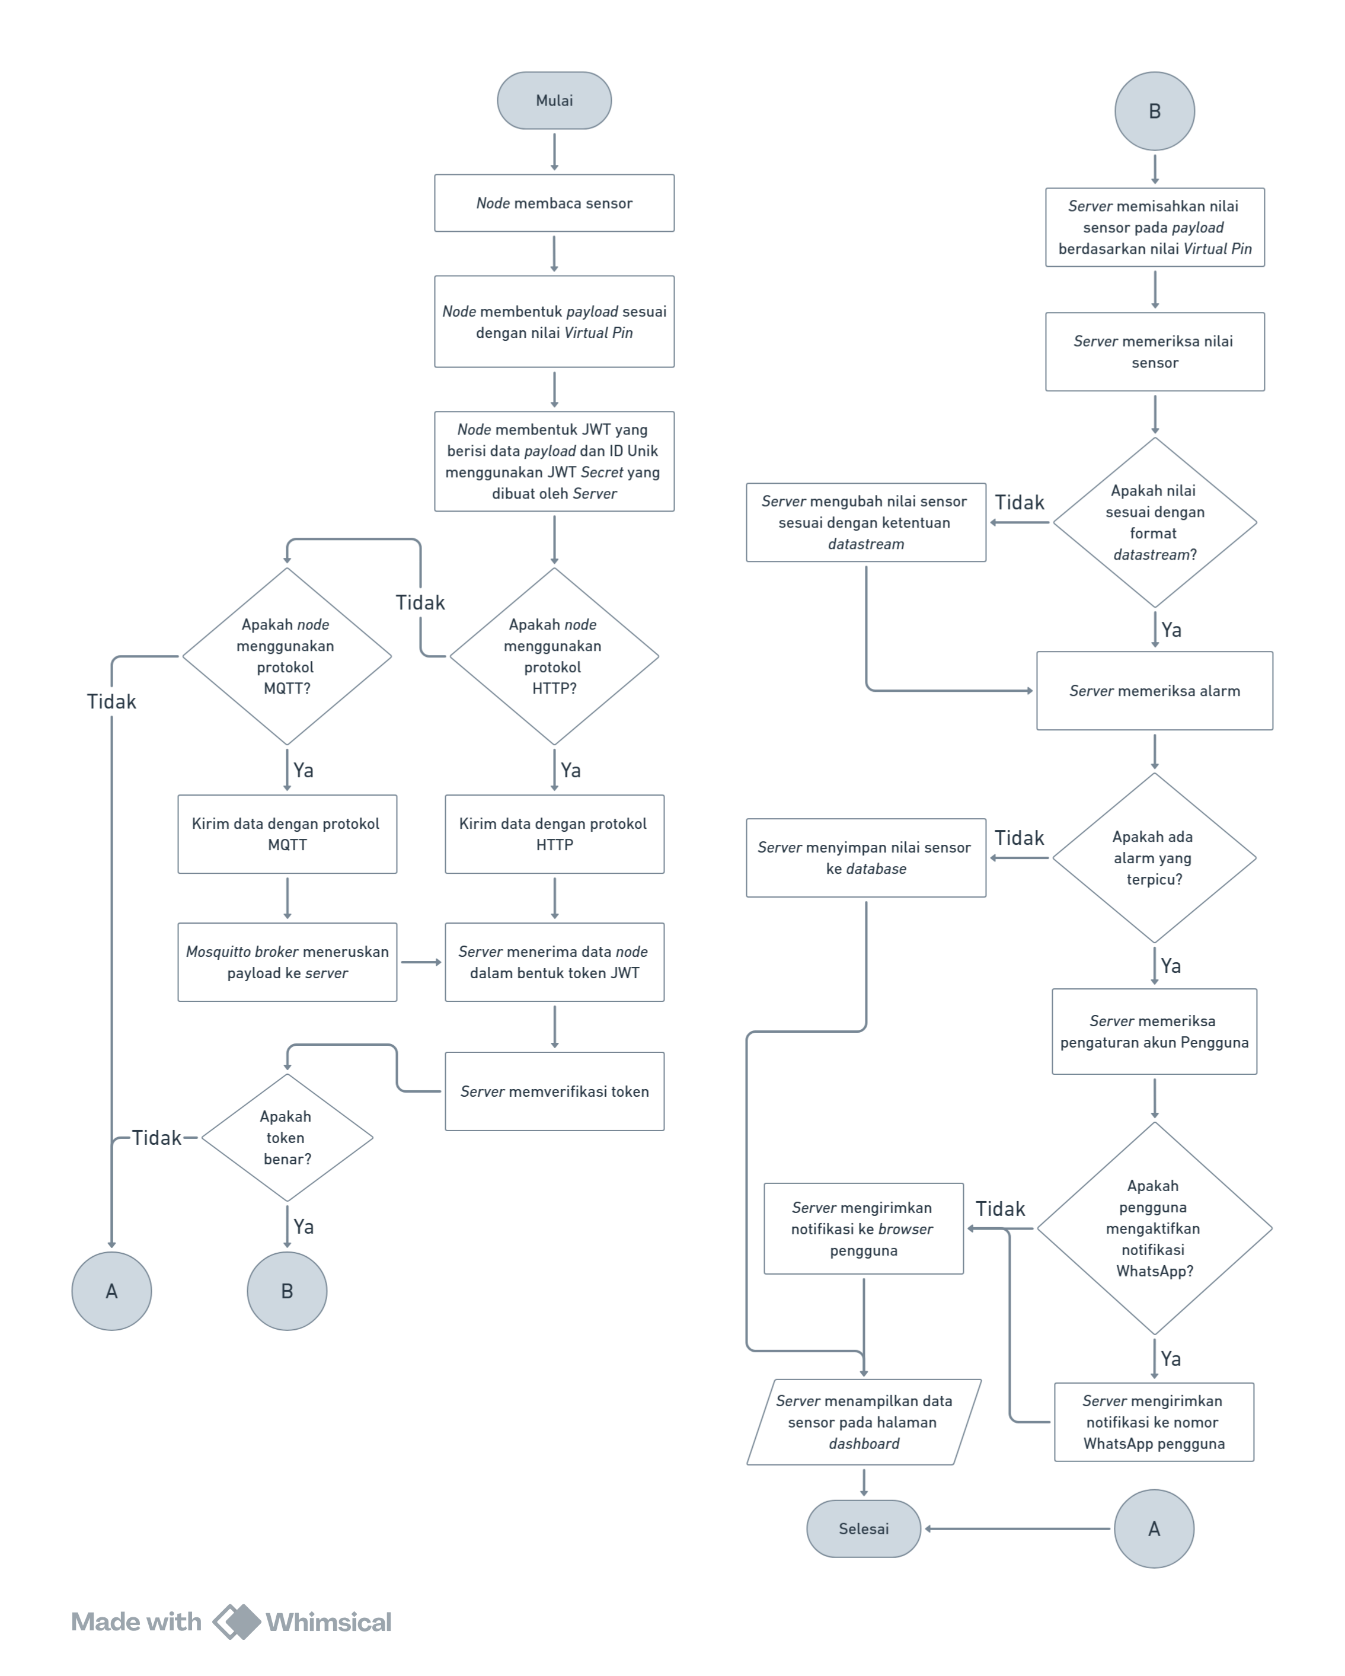 Mulai
Node membaca sensor
Node membentuk payload sesuai
dengan nilai Virtual Pin
Node membentuk JWT yang
berisi data payload dan ID Unik
menggunakan JWT Secret yang
dibuat oleh Server
Tidak
Apakah node
menggunakan
protokol
MQTT?
Apakah node
menggunakan
protokol
HTTP?
Tidak
Ya
Ya
Kirim data dengan protokol
MQTT
Kirim data dengan protokol
HTTP
Mosquitto broker meneruskan
payload ke server
Server menerima data node
dalam bentuk token JWT
Server memverifikasi token
Apakah
token
benar?
Tidak
Ya
A
B
B
Server memisahkan nilai
sensor pada payload
berdasarkan nilai Virtual Pin
Server memeriksa nilai
sensor
Apakah nilai
sesuai dengan
format
datastream?
Tidak
Server mengubah nilai sensor
sesuai dengan ketentuan
datastream
Ya
Server memeriksa alarm
Apakah ada
alarm yang
terpicu?
Tidak
Server menyimpan nilai sensor
ke database
Ya
Server memeriksa
pengaturan akun Pengguna
Apakah
pengguna
mengaktifkan
notifikasi
WhatsApp?
Tidak
Server mengirimkan
notifikasi ke browser
pengguna
Ya
Server mengirimkan
notifikasi ke nomor
WhatsApp pengguna
Server menampilkan data
sensor pada halaman
dashboard
Selesai
A
Made with Whimsical